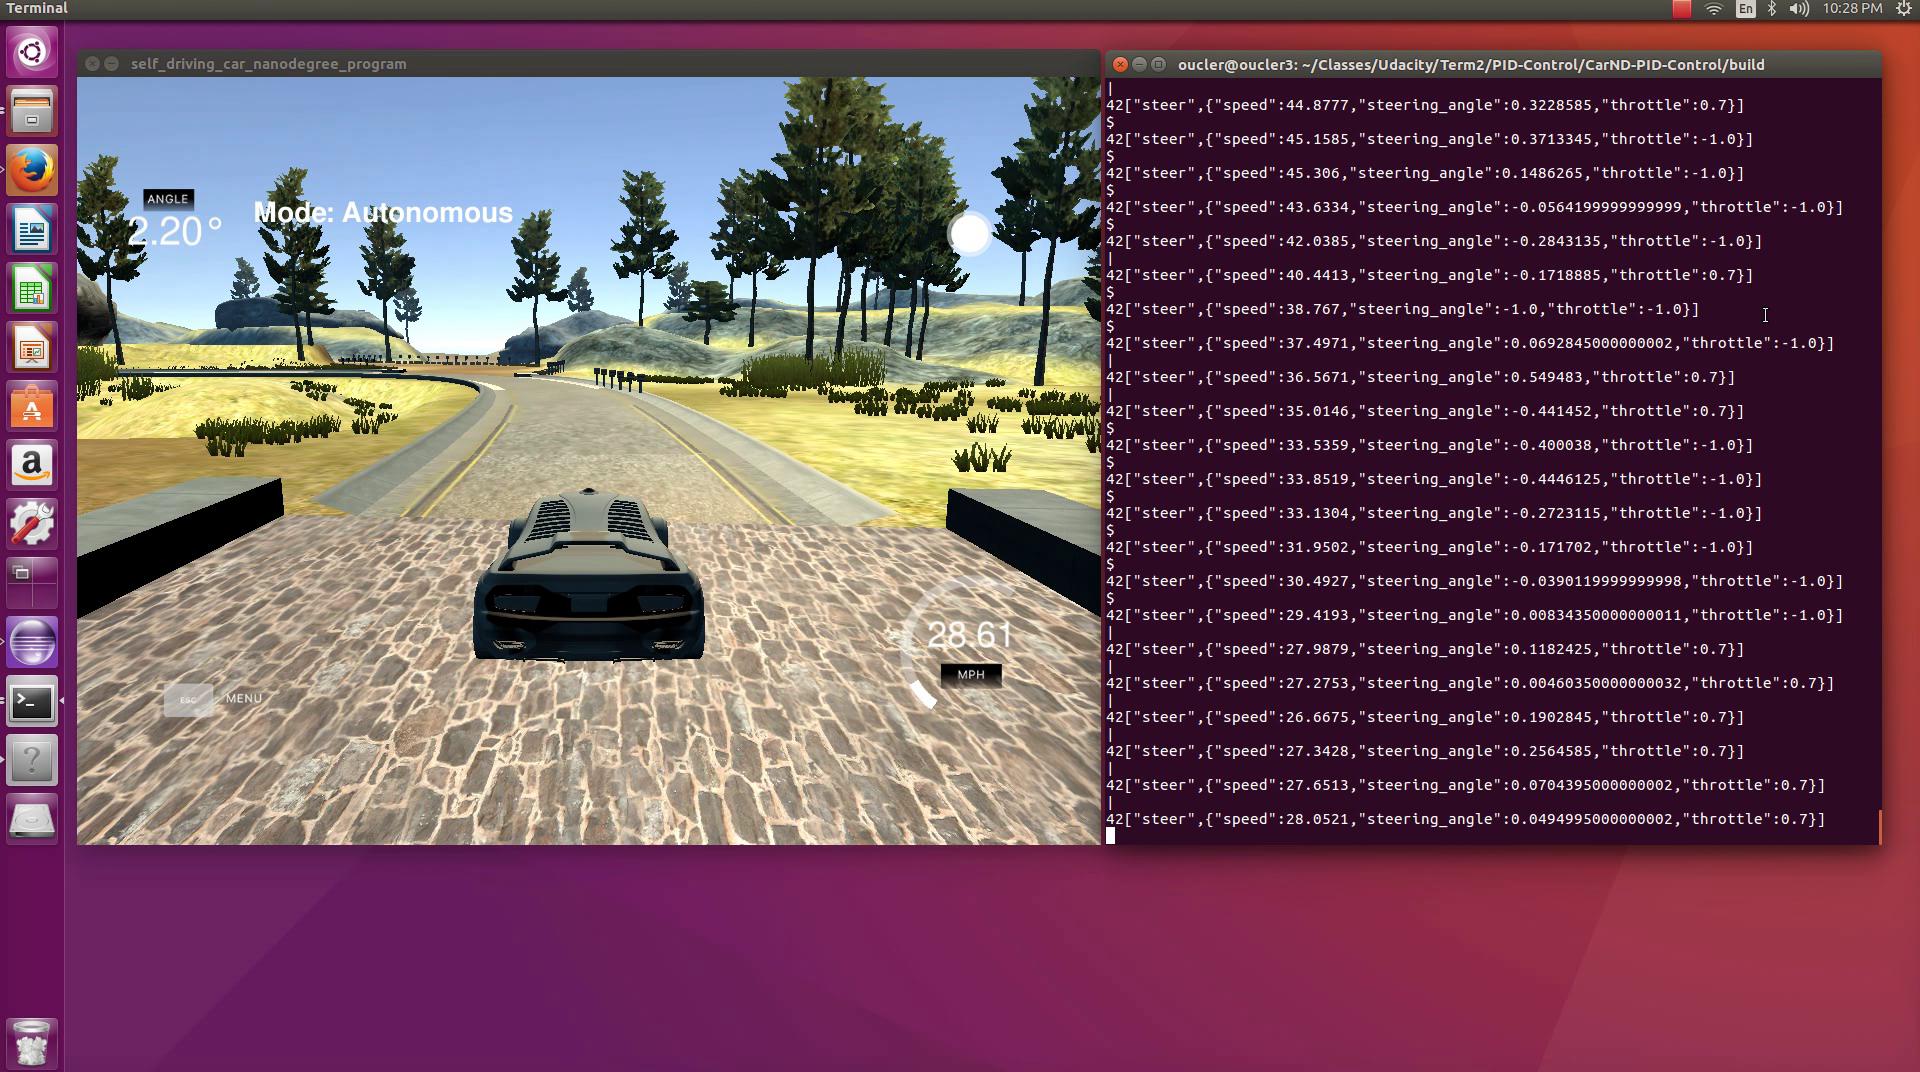 Terminal
En
10:28 PM
self_driving_car_nanodegree_program
ANGLE
2.20°
Mode: Autonomous
28.61
MPH
ESC
MENU
oucler@oucler3: ~/Classes/Udacity/Term2/PID-Control/CarND-PID-Control/build
|
42["steer",{"speed":44.8777,"steering_angle":0.3228585,"throttle":0.7}]
$
42["steer",{"speed":45.1585,"steering_angle":0.3713345,"throttle":-1.0}]
$
42["steer",{"speed":45.306,"steering_angle":0.1486265,"throttle":-1.0}]
$
42["steer",{"speed":43.6334,"steering_angle":-0.0564199999999999,"throttle":-1.0}]
$
42["steer",{"speed":42.0385,"steering_angle":-0.2843135,"throttle":-1.0}]
|
42["steer",{"speed":40.4413,"steering_angle":-0.1718885,"throttle":0.7}]
$
42["steer",{"speed":38.767,"steering_angle":-1.0,"throttle":-1.0}]
$
42["steer",{"speed":37.4971,"steering_angle":0.0692845000000002,"throttle":-1.0}]
|
42["steer",{"speed":36.5671,"steering_angle":0.549483,"throttle":0.7}]
|
42["steer",{"speed":35.0146,"steering_angle":-0.441452,"throttle":0.7}]
$
42["steer",{"speed":33.5359,"steering_angle":-0.400038,"throttle":-1.0}]
$
42["steer",{"speed":33.8519,"steering_angle":-0.4446125,"throttle":-1.0}]
$
42["steer",{"speed":33.1304,"steering_angle":-0.2723115,"throttle":-1.0}]
$
42["steer",{"speed":31.9502,"steering_angle":-0.171702,"throttle":-1.0}]
$
42["steer",{"speed":30.4927,"steering_angle":-0.0390119999999998,"throttle":-1.0}]
$
42["steer",{"speed":29.4193,"steering_angle":0.00834350000000011,"throttle":-1.0}]
|
42["steer",{"speed":27.9879,"steering_angle":0.1182425,"throttle":0.7}]
|
42["steer",{"speed":27.2753,"steering_angle":0.00460350000000032,"throttle":0.7}]
|
42["steer",{"speed":26.6675,"steering_angle":0.1902845,"throttle":0.7}]
|
42["steer",{"speed":27.3428,"steering_angle":0.2564585,"throttle":0.7}]
|
42["steer",{"speed":27.6513,"steering_angle":0.0704395000000002,"throttle":0.7}]
|
42["steer",{"speed":28.0521,"steering_angle":0.0494995000000002,"throttle":0.7}]